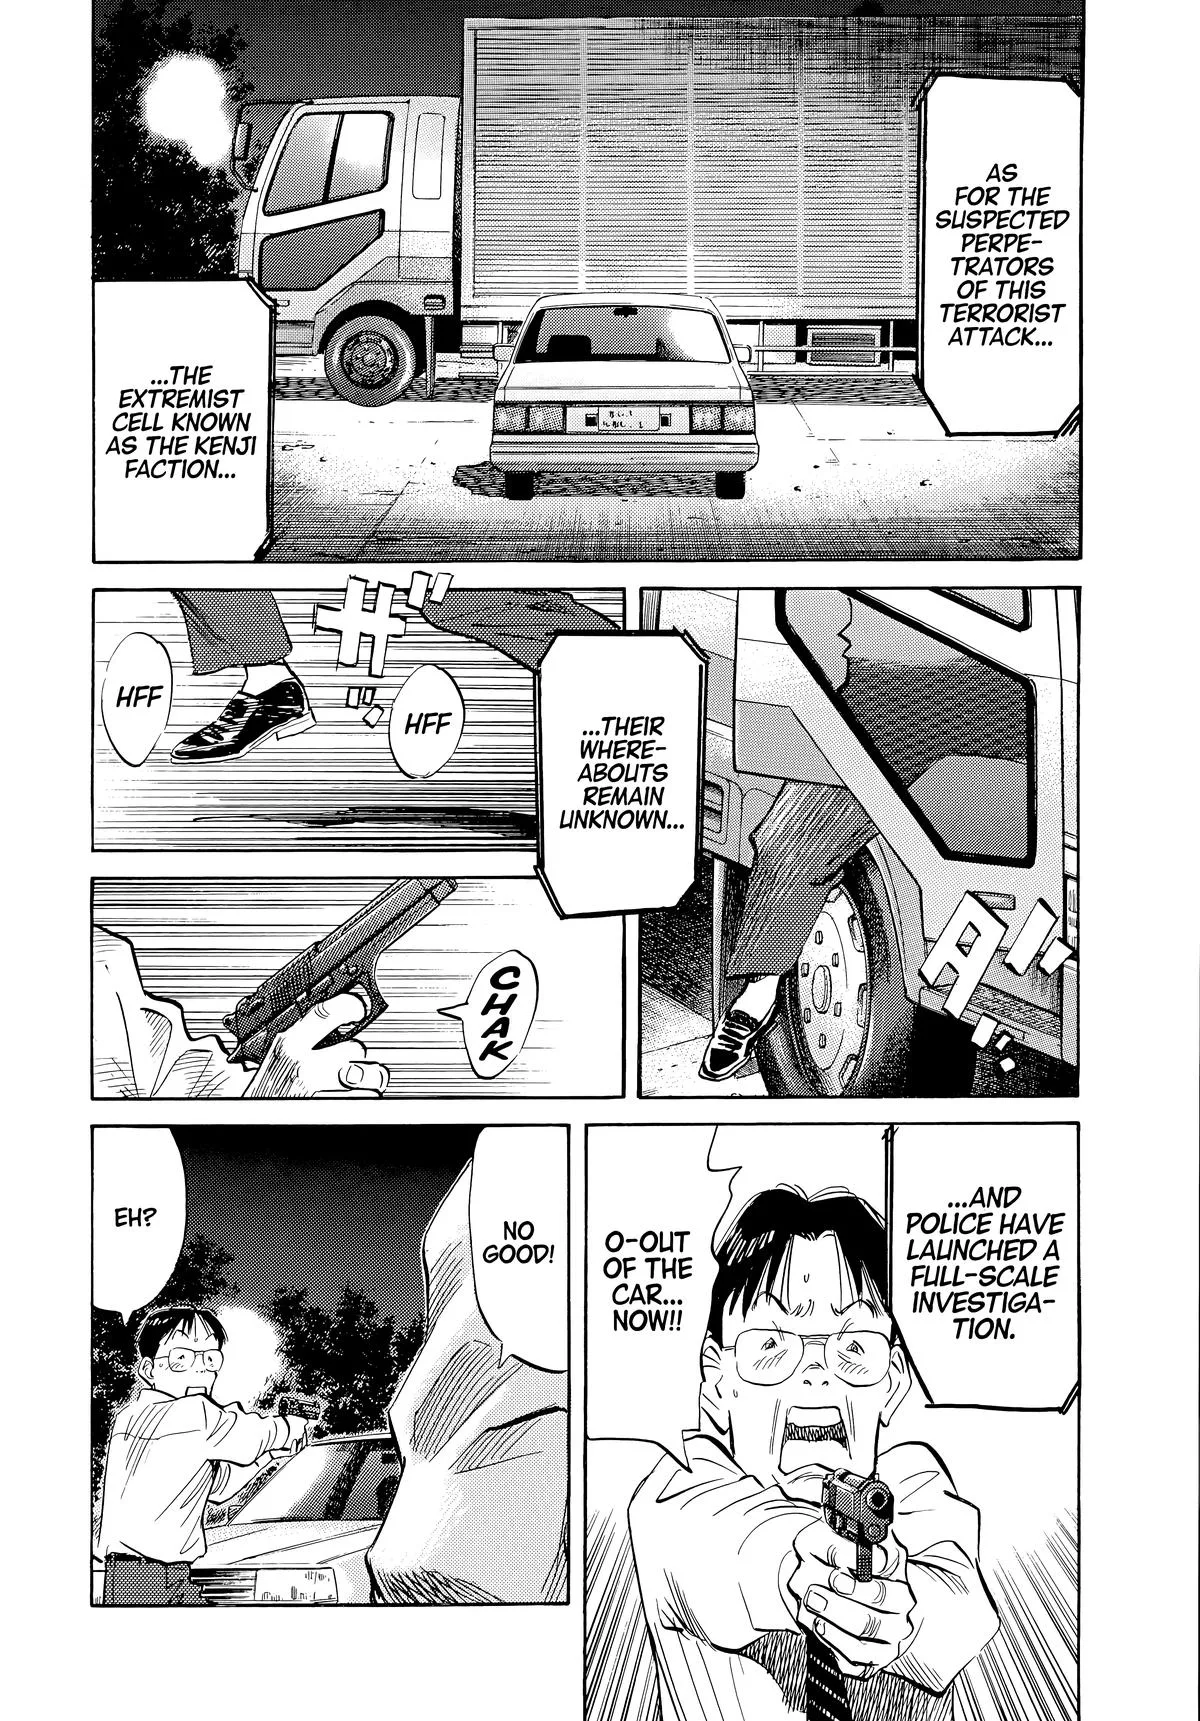 AS
FOR THE
SUSPECTED
PERPE-
TRATORS
OF THIS
TERRORIST
ATTACK...
...THE
EXTREMIST
CELL KNOWN
AS THE KENJI
FACTION...
ガ
...THEIR
WHERE-
ABOUTS
REMAIN
UNKNOWN...
ザ
HFF
HFF
CHAK
...AND
POLICE HAVE
LAUNCHED A
FULL-SCALE
INVESTIGA-
TION.
O-OUT
OF THE
CAR...
NOW!!
NO
GOOD!
EH?